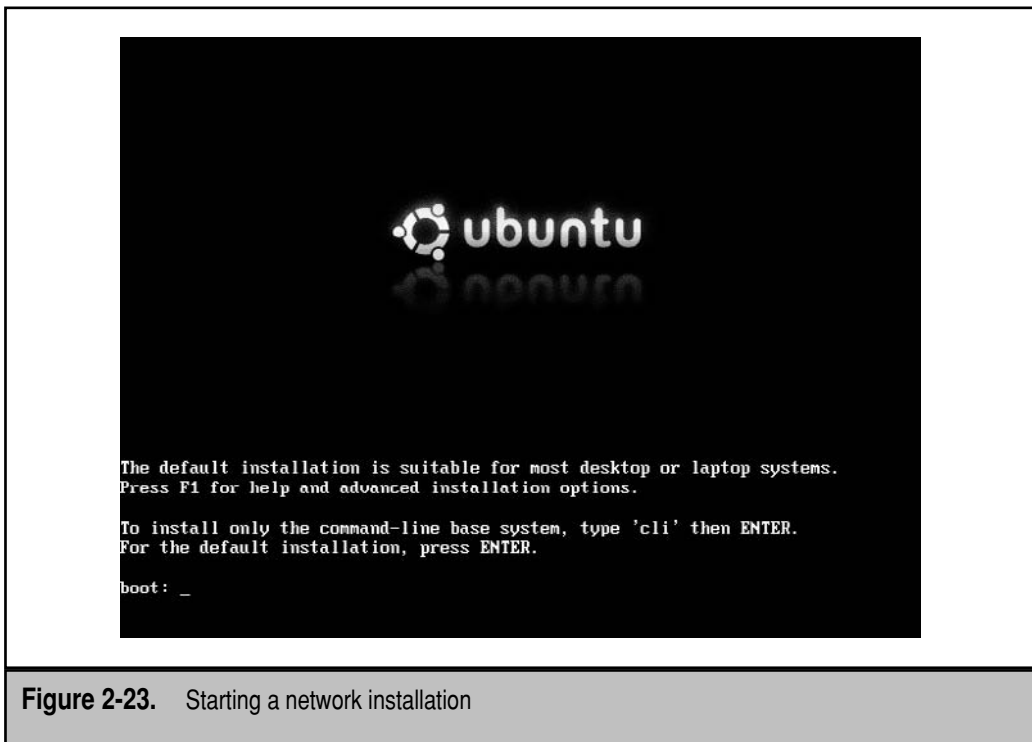 ubuntu
The default installation is suitable for most desktop or laptop systems.
Press F1 for help and advanced installation options.
To install only the command-line base system, type 'cli' then ENTER.
For the default installation, press ENTER.
boot: _
Figure 2-23. Starting a network installation